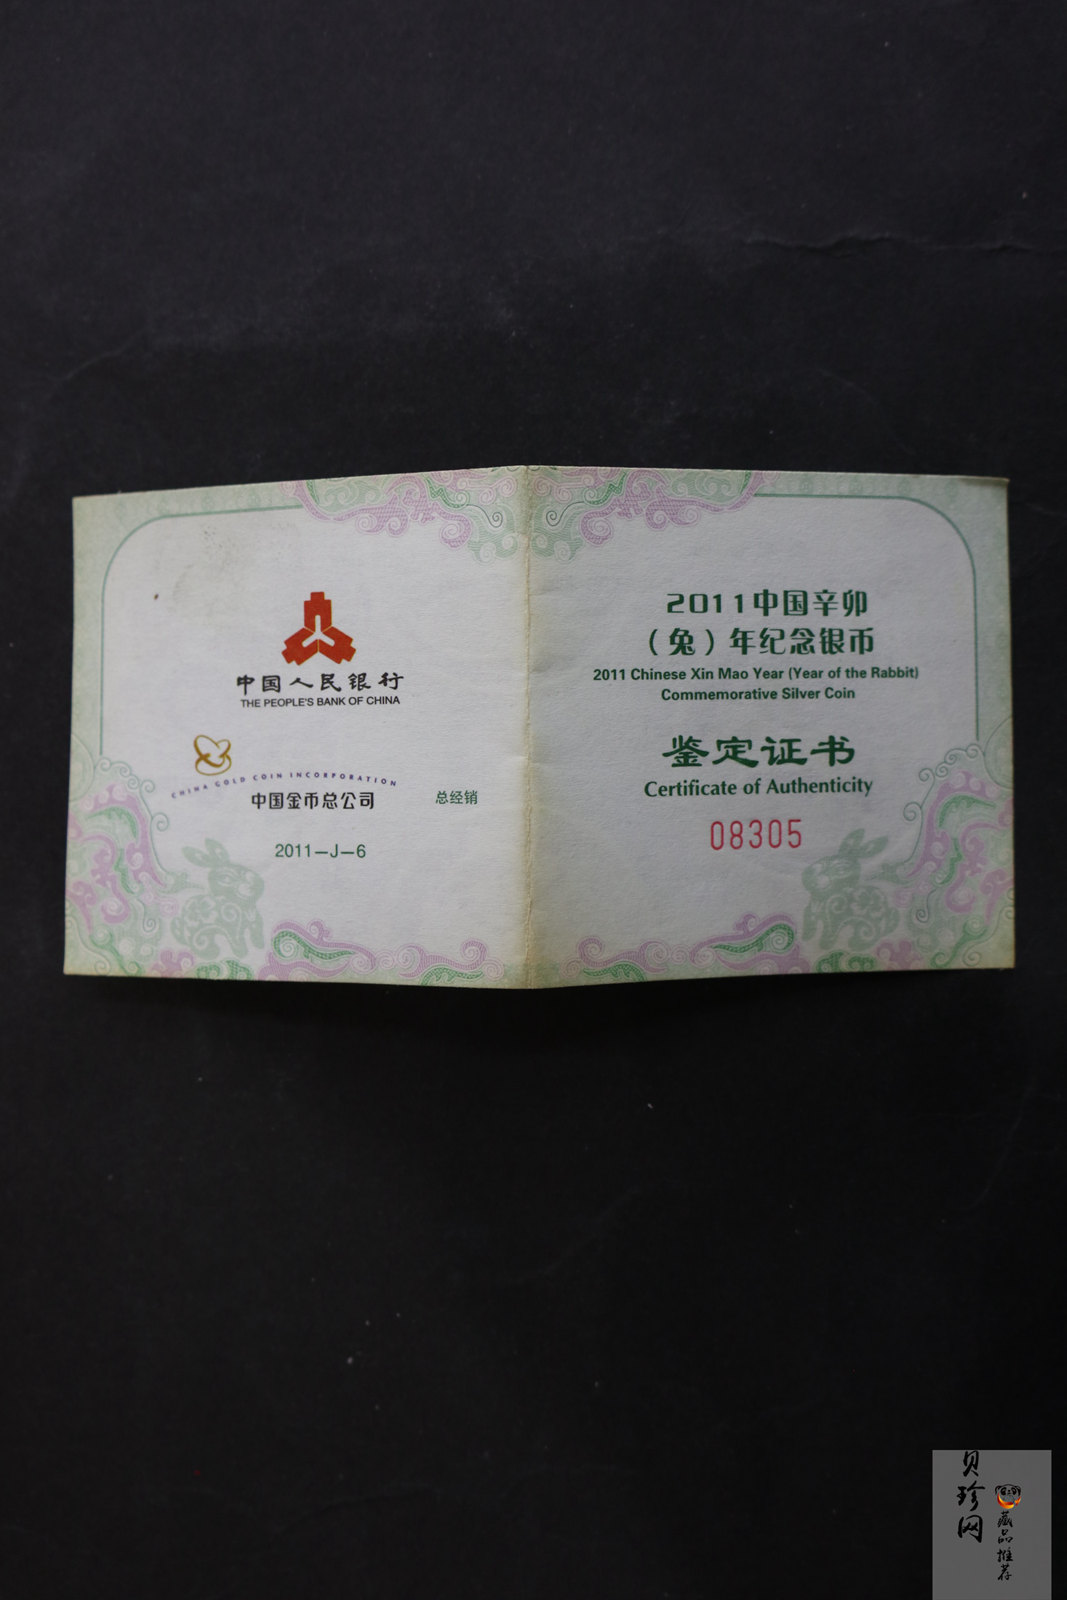 中国人民银行
THE PEOPLE'S BANK OF CHINA
CHINA GOLD COIN INCORPORATION
中国金币总公司
总经销
2011—J—6
2011中国辛卯
（兔）年纪念银币
2011 Chinese Xin Mao Year (Year of the Rabbit)
Commemorative Silver Coin
鉴定证书
Certificate of Authenticity
08305
贝珍网
藏品推荐